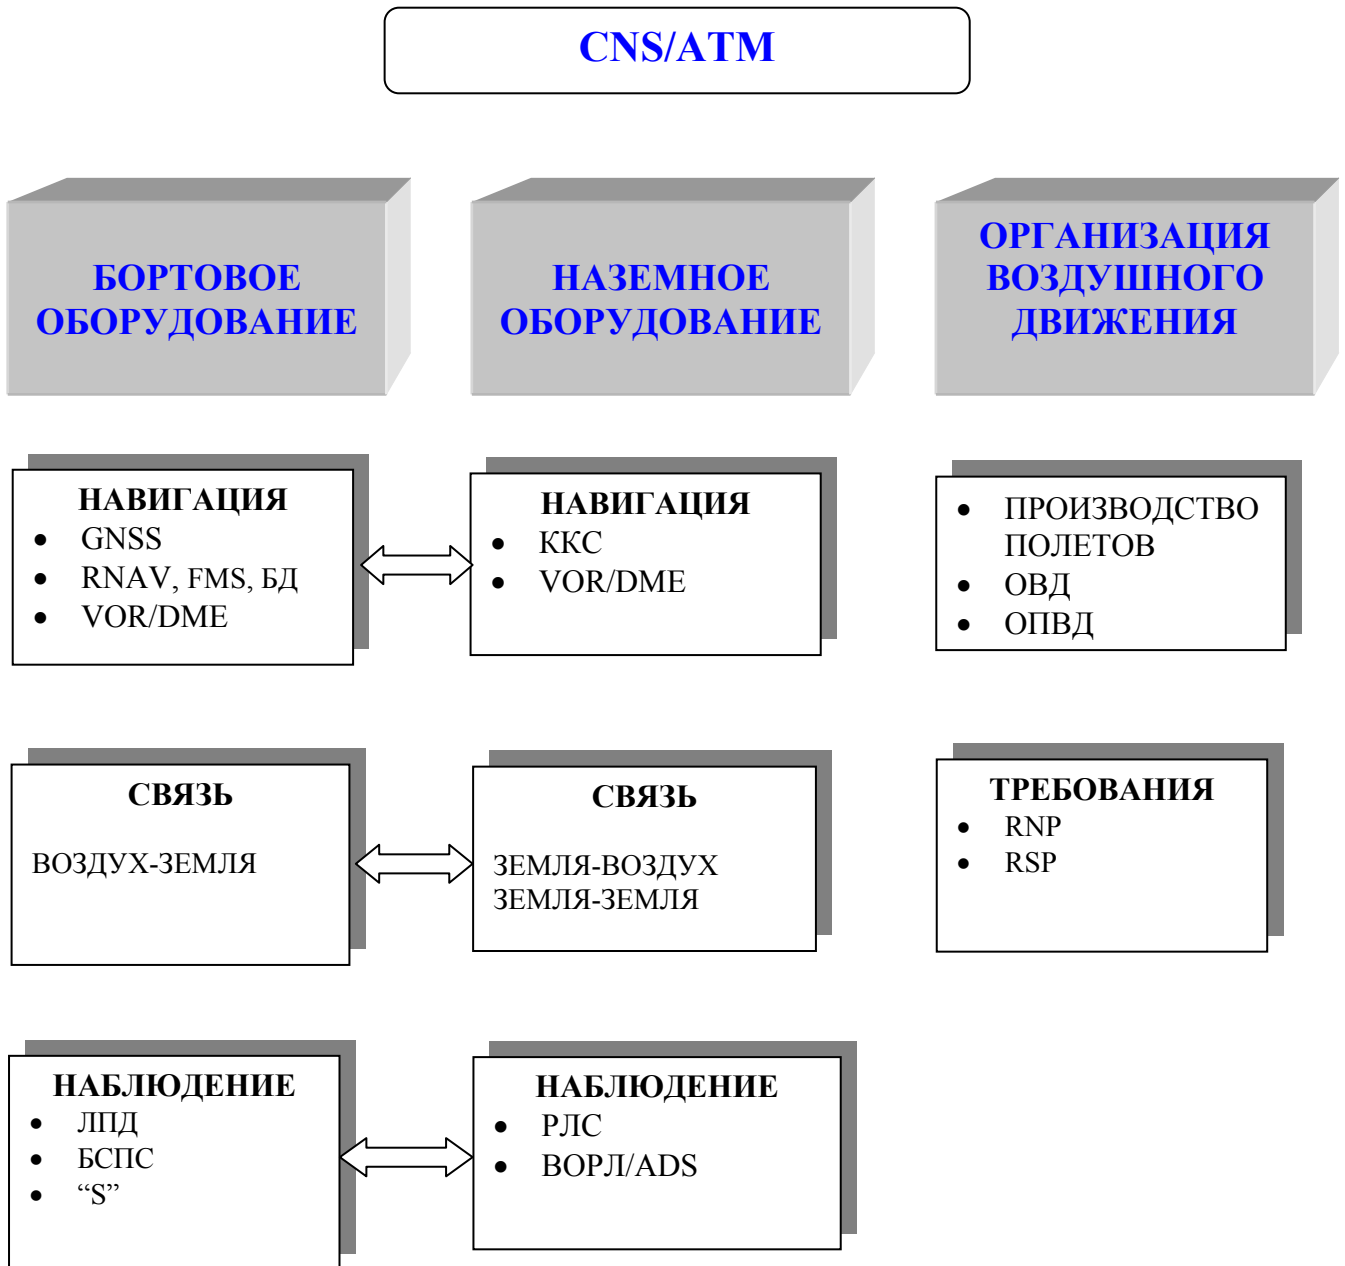 CNS/ATM
БОРТОВОЕ
ОБОРУДОВАНИЕ
НАЗЕМНОЕ
ОБОРУДОВАНИЕ
ОРГАНИЗАЦИЯ
ВОЗДУШНОГО
ДВИЖЕНИЯ
НАВИГАЦИЯ
• GNSS
• RNAV, FMS, БД
• VOR/DME
НАВИГАЦИЯ
• ККС
• VOR/DME
• ПРОИЗВОДСТВО
ПОЛЕТОВ
• ОВД
• ОПВД
СВЯЗЬ
ВОЗДУХ-ЗЕМЛЯ
СВЯЗЬ
ЗЕМЛЯ-ВОЗДУХ
ЗЕМЛЯ-ЗЕМЛЯ
ТРЕБОВАНИЯ
• RNP
• RSP
НАБЛЮДЕНИЕ
• ЛПД
• БСПС
• “S”
НАБЛЮДЕНИЕ
• РЛС
• ВОРЛ/ADS